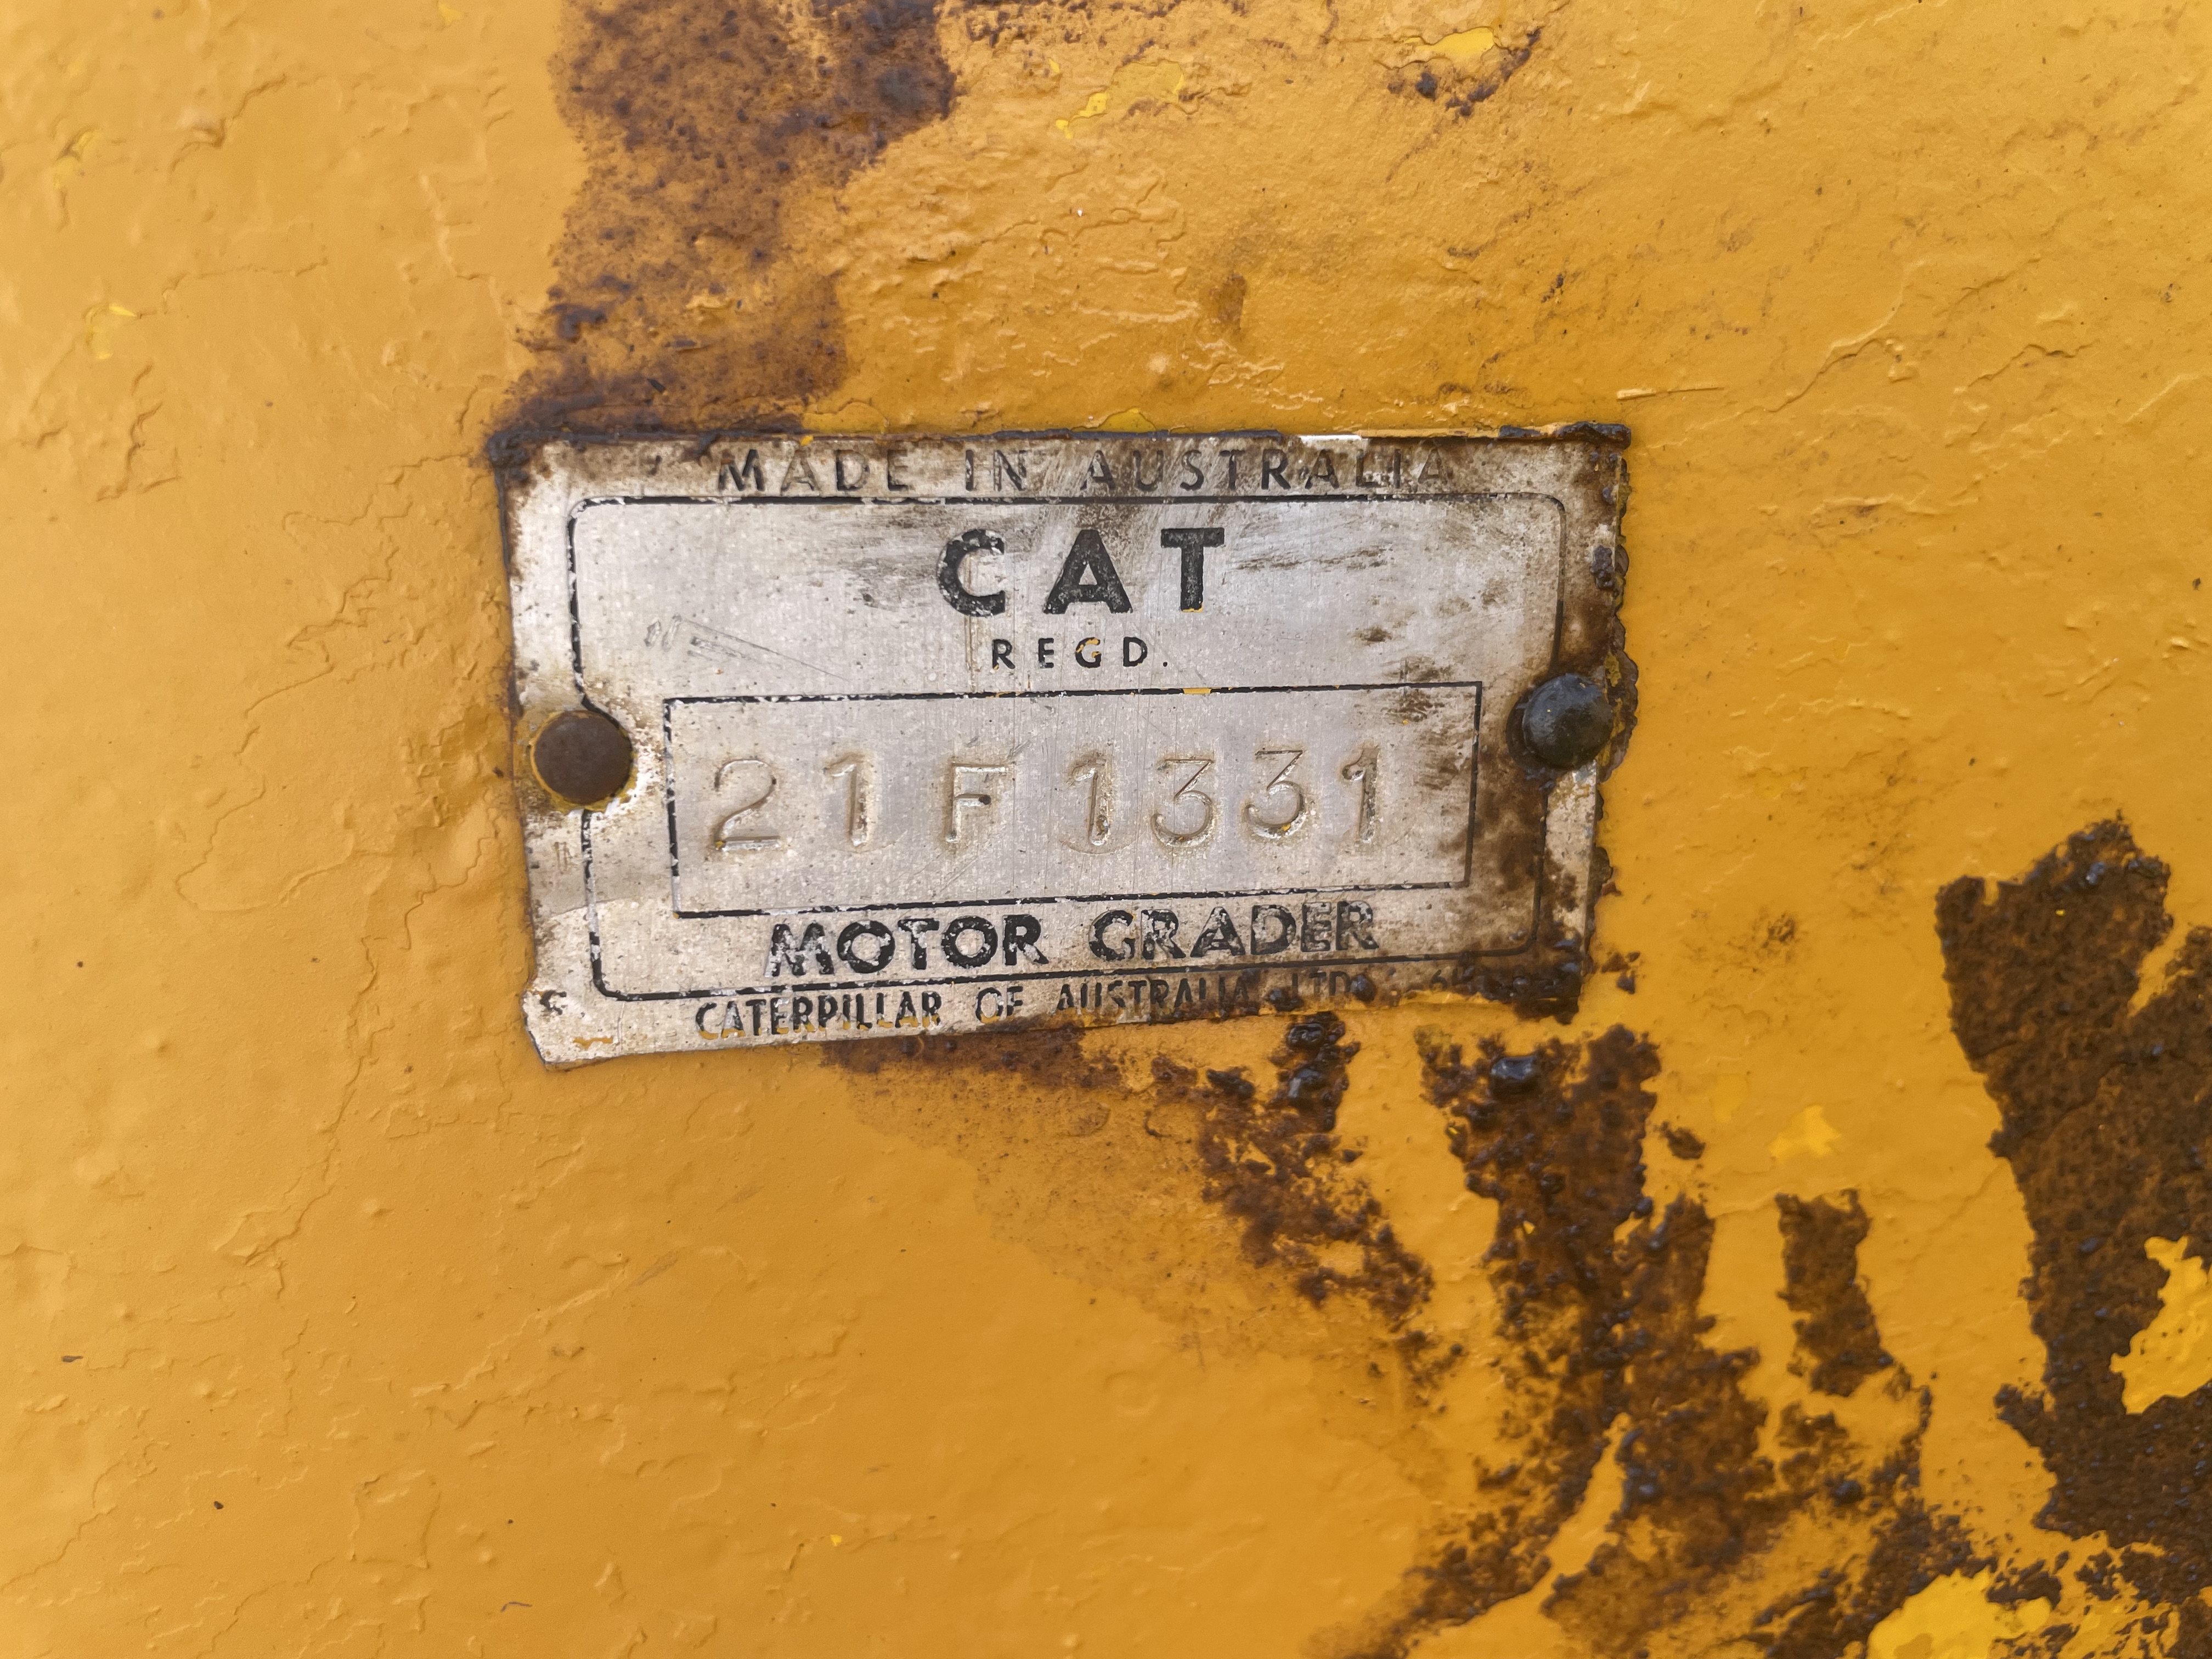 MADE IN AUSTRALIA
CAT
REGD.
21F1331
MOTOR GRADER
CATERPILLAR OF AUSTRALIA LTD